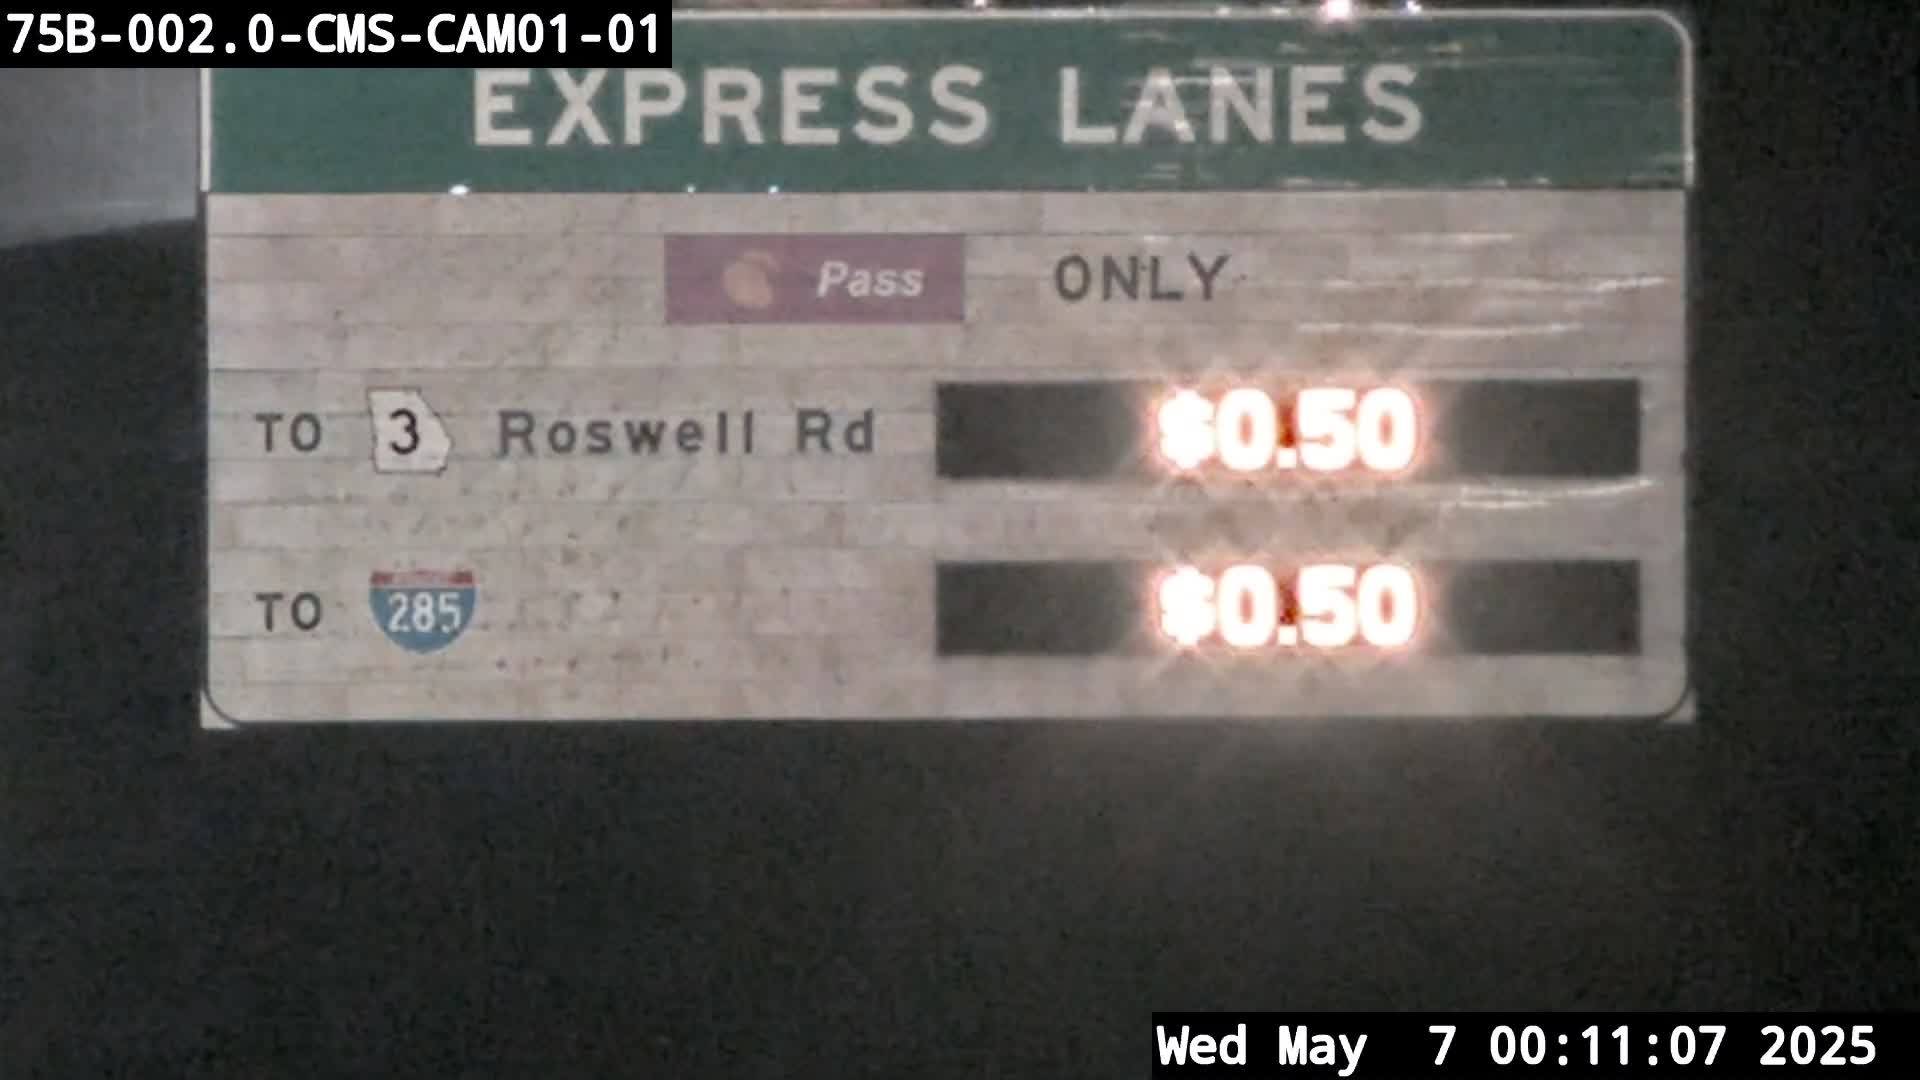 75B-002.0-CMS-CAM01-01
EXPRESS LANES
Pass ONLY
TO 3 Roswell Rd $0.50
TO 285 $0.50
Wed May 7 00:11:07 2025